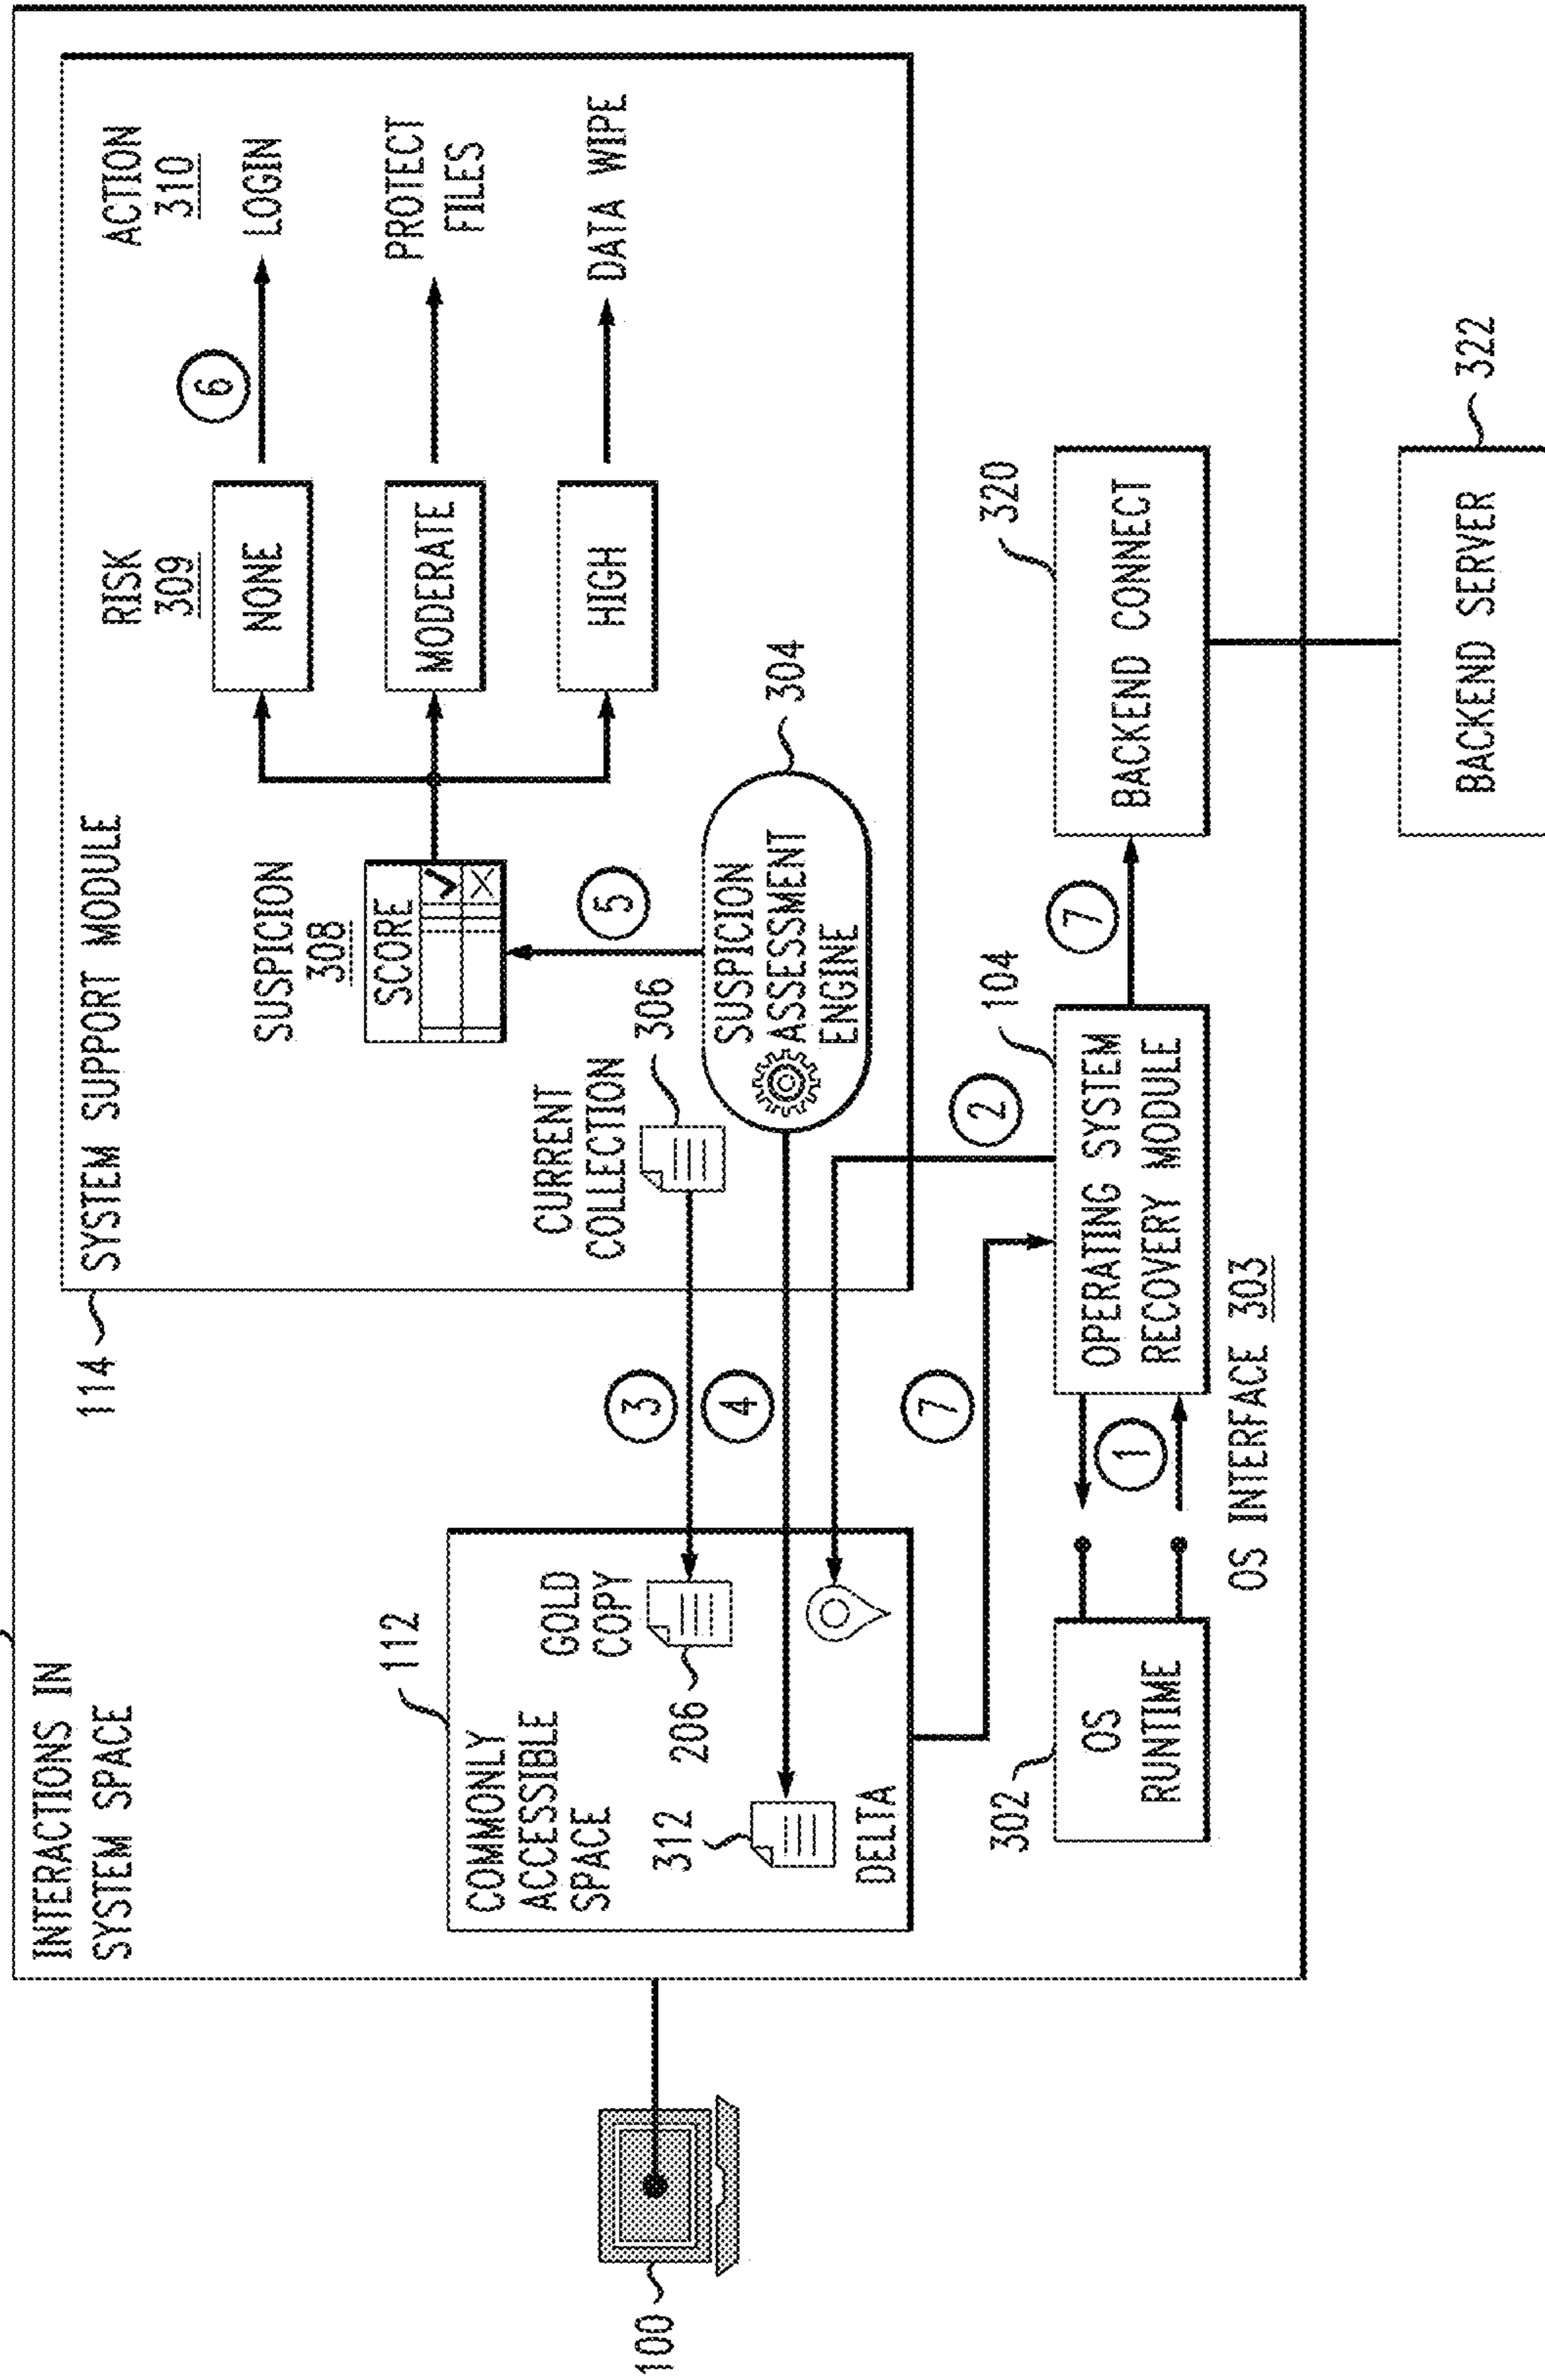 INTERACTIONS IN
SYSTEM SPACE
114
SYSTEM SUPPORT MODULE
SUSPICION
308
SCORE
RISK
309
NONE
MODERATE
HIGH
ACTION
310
6
LOGIN
PROTECT
FILES
DATA WIPE
CURRENT
COLLECTION
306
5
SUSPICION
ASSESSMENT
ENGINE
304
112
COMMONLY
ACCESSIBLE
SPACE
GOLD
COPY
206
312
DELTA
3
4
7
2
100
302
OS
RUNTIME
1
OS INTERFACE 303
104
OPERATING SYSTEM
RECOVERY MODULE
7
320
BACKEND CONNECT
322
BACKEND SERVER